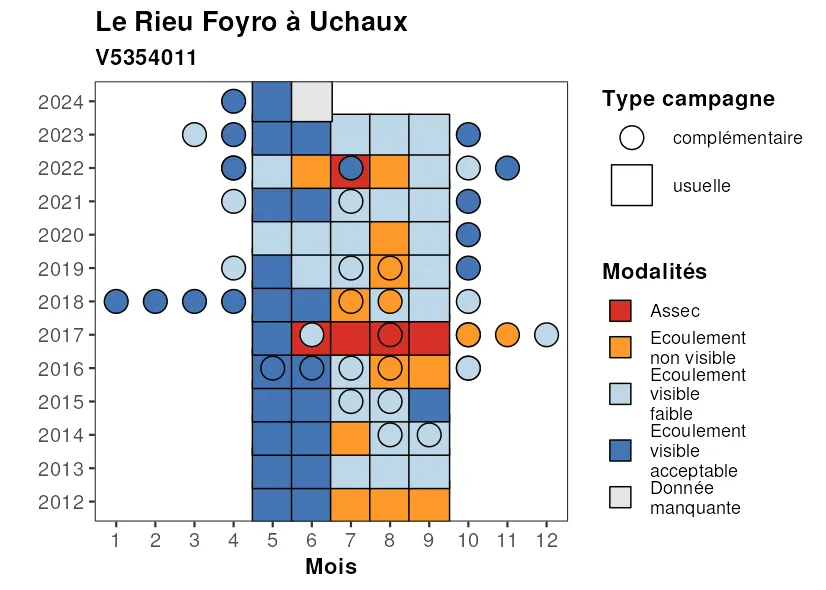 Le Rieu Foyro à Uchaux
V5354011
2024
2023
2022
2021
2020
2019
2018
2017
2016
2015
2014
2013
2012
1 2 3 4 5 6 7 8 9 10 11 12
Mois
Type campagne
complémentaire
usuelle
Modalités
Assec
Ecoulement
non visible
Ecoulement
visible
faible
Ecoulement
visible
acceptable
Donnée
manquante